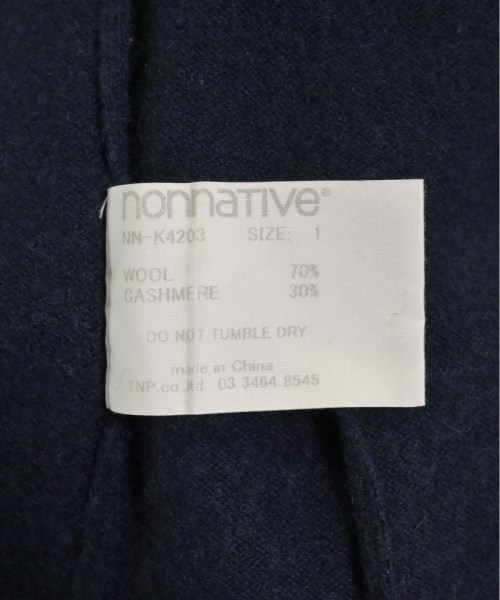 nonnative®
NN-K4203 SIZE: 1
WOOL 70%
CASHMERE 30%
DO NOT TUMBLE DRY
made in China
TNP.co.,ltd. 03 3464 8545